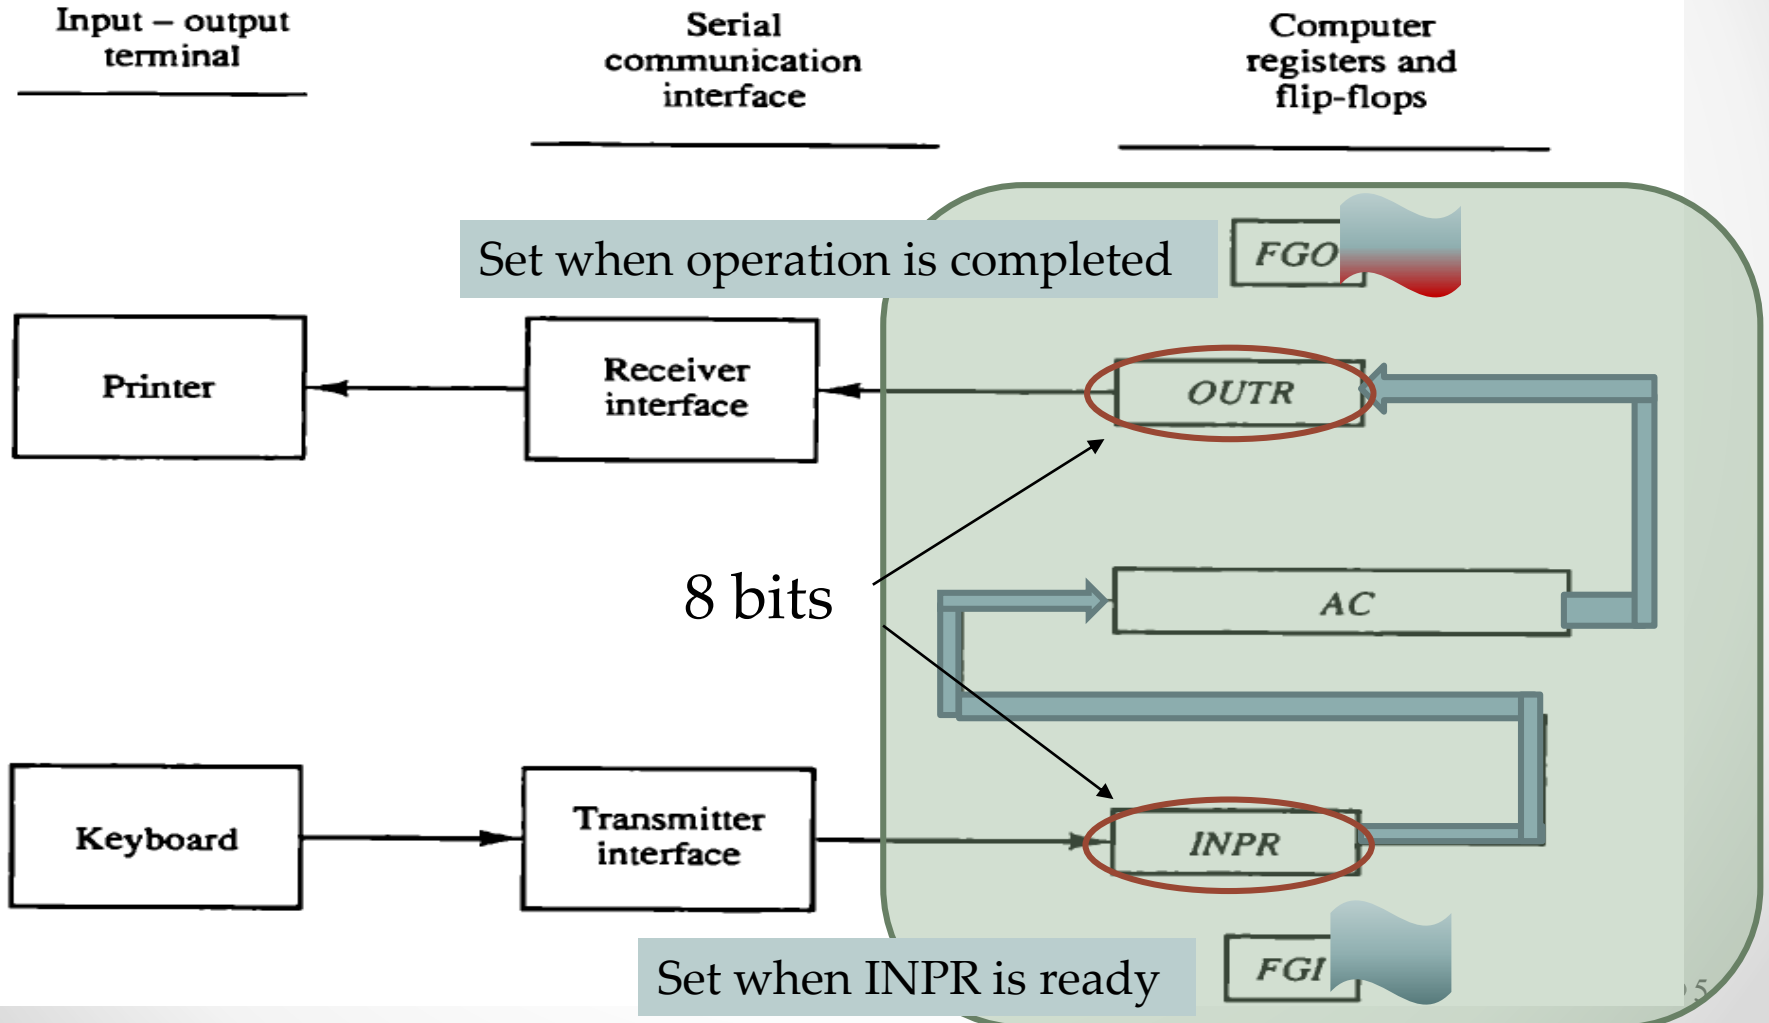 Input – output
terminal
Serial
communication
interface
Computer
registers and
flip-flops
Set when operation is completed
FGO
Printer
Receiver
interface
OUTR
8 bits
AC
Keyboard
Transmitter
interface
INPR
Set when INPR is ready
FGI
5